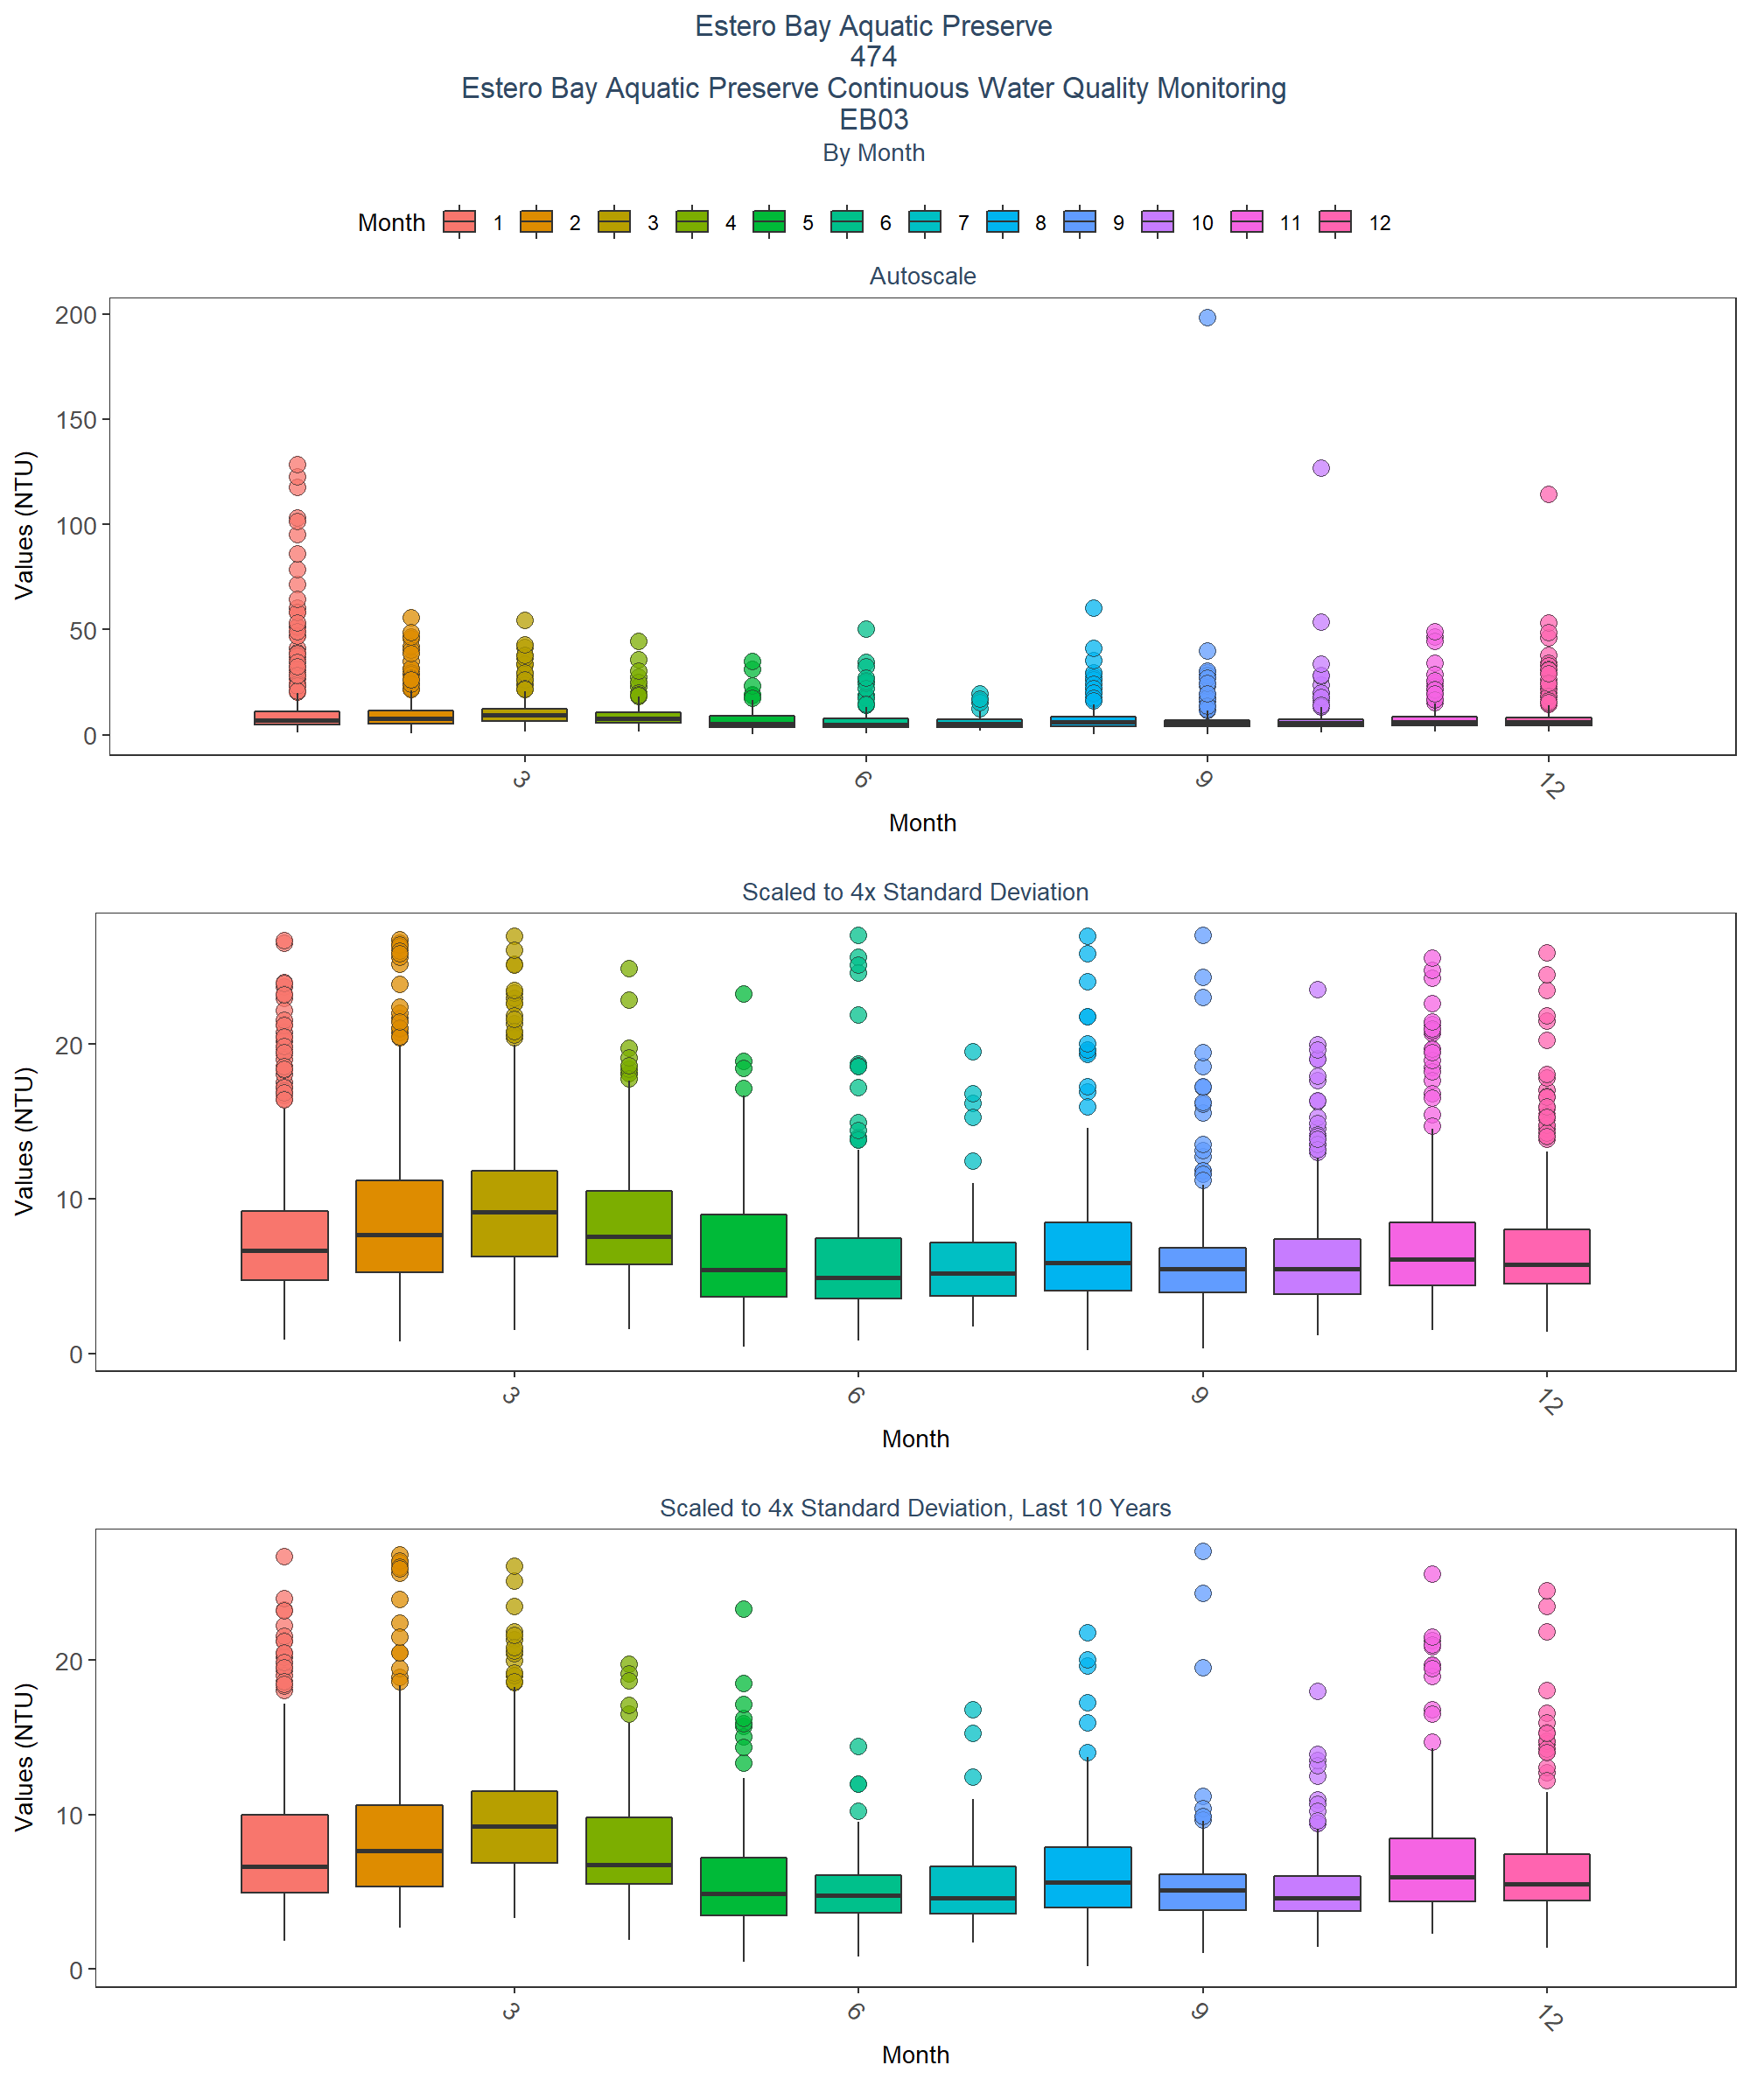 Estero Bay Aquatic Preserve
474
Estero Bay Aquatic Preserve Continuous Water Quality Monitoring
EB03
By Month
Month 1 2 3 4 5 6 7 8 9 10 11 12
Autoscale
Values (NTU)
200
150
100
50
0
3 6 9 12
Month
Scaled to 4x Standard Deviation
Values (NTU)
20
10
0
3 6 9 12
Month
Scaled to 4x Standard Deviation, Last 10 Years
Values (NTU)
20
10
0
3 6 9 12
Month